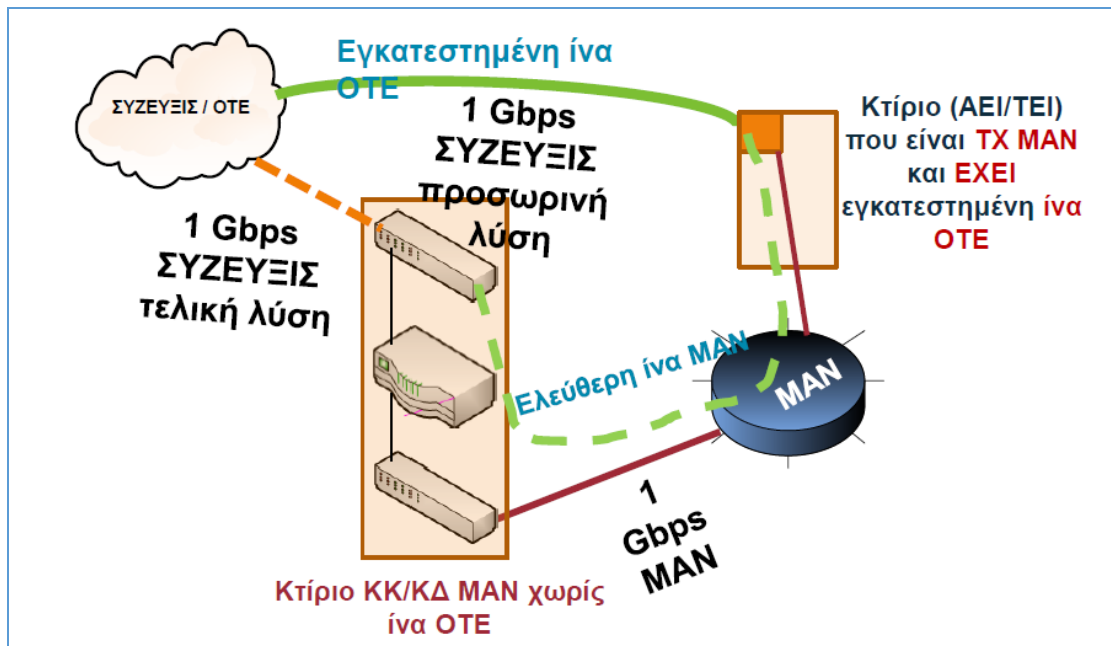 Εγκατεστημένη ίνα
ΟΤΕ
ΣΥΖΕΥΞΙΣ / ΟΤΕ
1 Gbps
ΣΥΖΕΥΞΙΣ
προσωρινή
λύση
Κτίριο (ΑΕΙ/ΤΕΙ)
που είναι ΤΧ ΜΑΝ
και ΕΧΕΙ
εγκατεστημένη ίνα
ΟΤΕ
1 Gbps
ΣΥΖΕΥΞΙΣ
τελική λύση
Ελεύθερη ίνα ΜΑΝ
MAN
1
Gbps
MAN
Κτίριο ΚΚ/ΚΔ ΜΑΝ χωρίς
ίνα ΟΤΕ